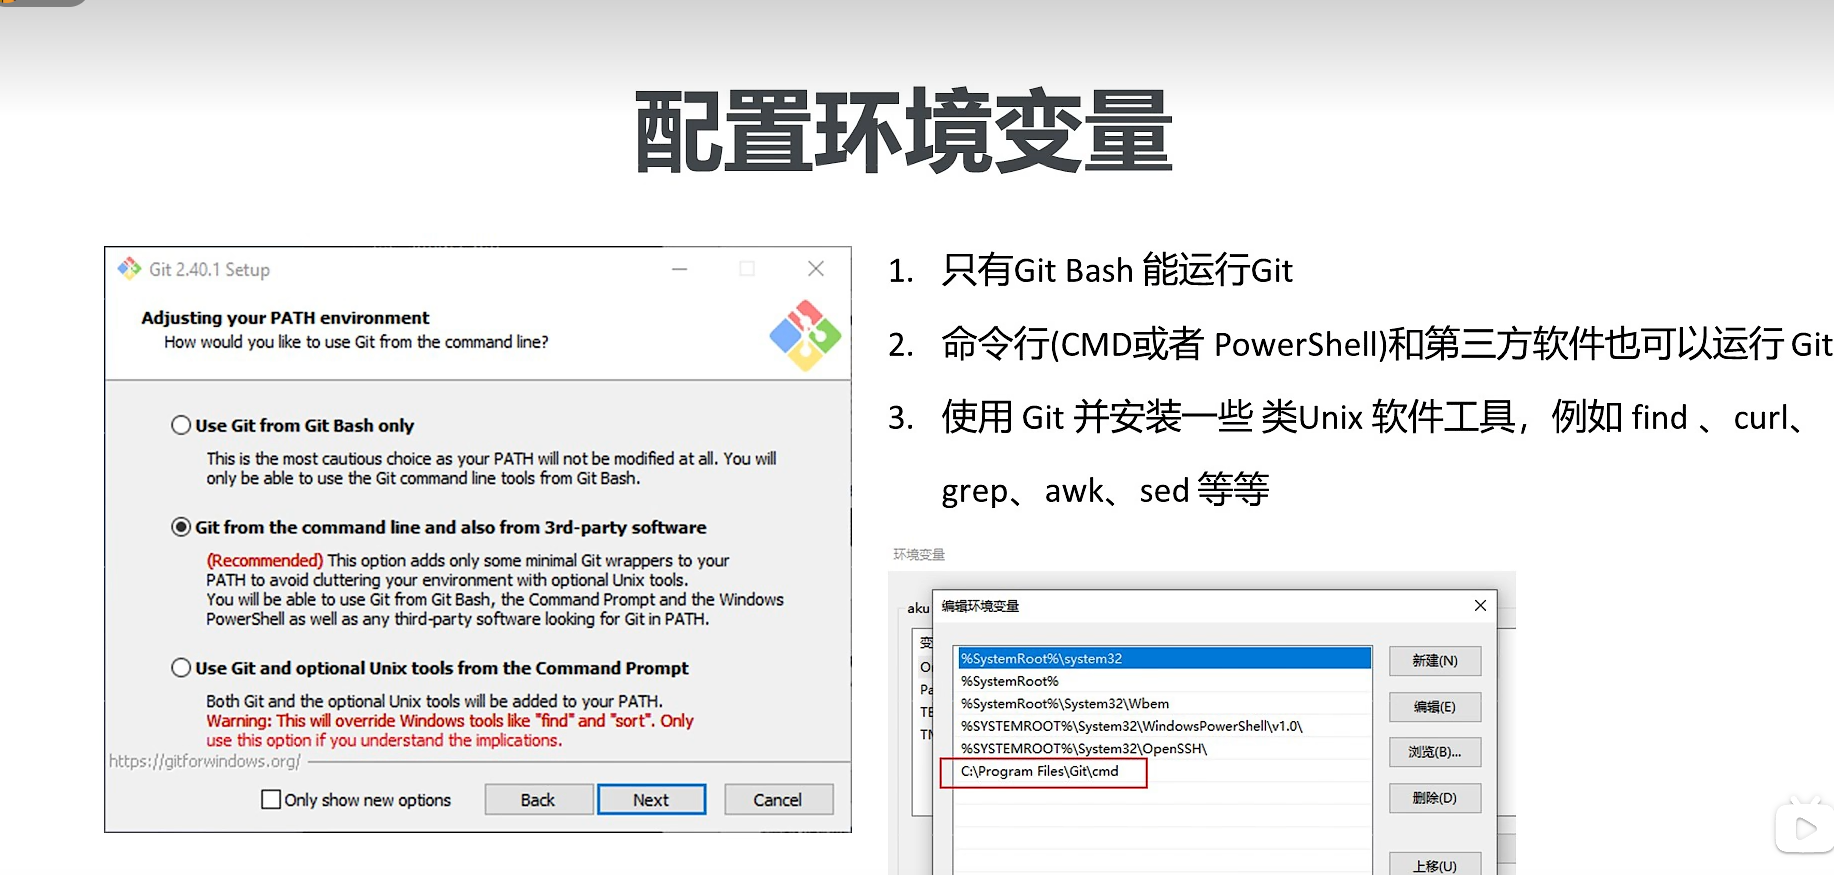 配置环境变量
Git 2.40.1 Setup
Adjusting your PATH environment
How would you like to use Git from the command line?
Use Git from Git Bash only
This is the most cautious choice as your PATH will not be modified at all. You will
only be able to use the Git command line tools from Git Bash.
Git from the command line and also from 3rd-party software
(Recommended) This option adds only some minimal Git wrappers to your
PATH to avoid cluttering your environment with optional Unix tools.
You will be able to use Git from Git Bash, the Command Prompt and the Windows
PowerShell as well as any third-party software looking for Git in PATH.
Use Git and optional Unix tools from the Command Prompt
Both Git and the optional Unix tools will be added to your PATH.
Warning: This will override Windows tools like "find" and "sort". Only
use this option if you understand the implications.
https://gitforwindows.org/
Only show new options
Back
Next
Cancel
1. 只有Git Bash 能运行Git
2. 命令行(CMD或者 PowerShell)和第三方软件也可以运行 Git
3. 使用 Git 并安装一些 类Unix 软件工具，例如 find 、curl、
grep、awk、sed 等等
环境变量
aku
编辑环境变量
变
Pa
TE
%SystemRoot%\system32
%SystemRoot%
%SystemRoot%\System32\Wbem
%SYSTEMROOT%\System32\WindowsPowerShell\v1.0\
%SYSTEMROOT%\System32\OpenSSH\
C:\Program Files\Git\cmd
新建(N)
编辑(E)
浏览(B)...
删除(D)
上移(U)